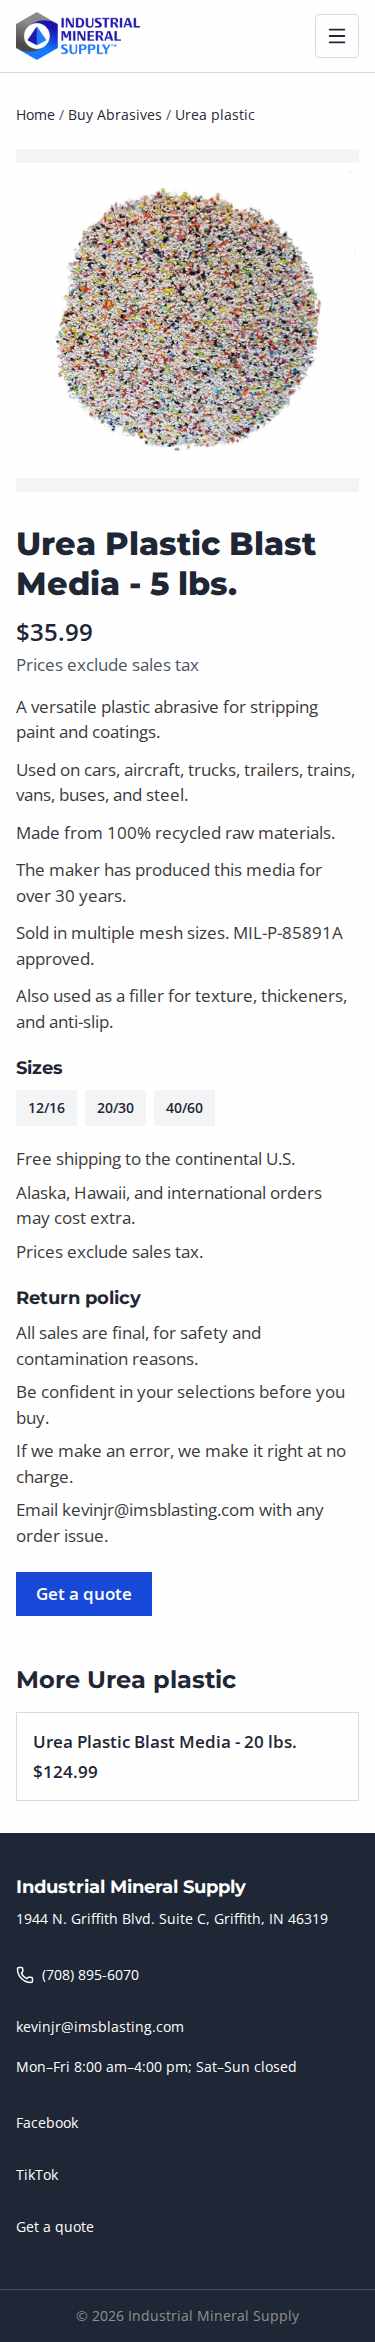 INDUSTRIAL
MINERAL
SUPPLY™
Home / Buy Abrasives / Urea plastic
Urea Plastic Blast
Media - 5 lbs.
$35.99
Prices exclude sales tax
A versatile plastic abrasive for stripping
paint and coatings.
Used on cars, aircraft, trucks, trailers, trains,
vans, buses, and steel.
Made from 100% recycled raw materials.
The maker has produced this media for
over 30 years.
Sold in multiple mesh sizes. MIL-P-85891A
approved.
Also used as a filler for texture, thickeners,
and anti-slip.
Sizes
12/16 20/30 40/60
Free shipping to the continental U.S.
Alaska, Hawaii, and international orders
may cost extra.
Prices exclude sales tax.
Return policy
All sales are final, for safety and
contamination reasons.
Be confident in your selections before you
buy.
If we make an error, we make it right at no
charge.
Email kevinjr@imsblasting.com with any
order issue.
Get a quote
More Urea plastic
Urea Plastic Blast Media - 20 lbs.
$124.99
Industrial Mineral Supply
1944 N. Griffith Blvd. Suite C, Griffith, IN 46319
(708) 895-6070
kevinjr@imsblasting.com
Mon–Fri 8:00 am–4:00 pm; Sat–Sun closed
Facebook
TikTok
Get a quote
© 2026 Industrial Mineral Supply